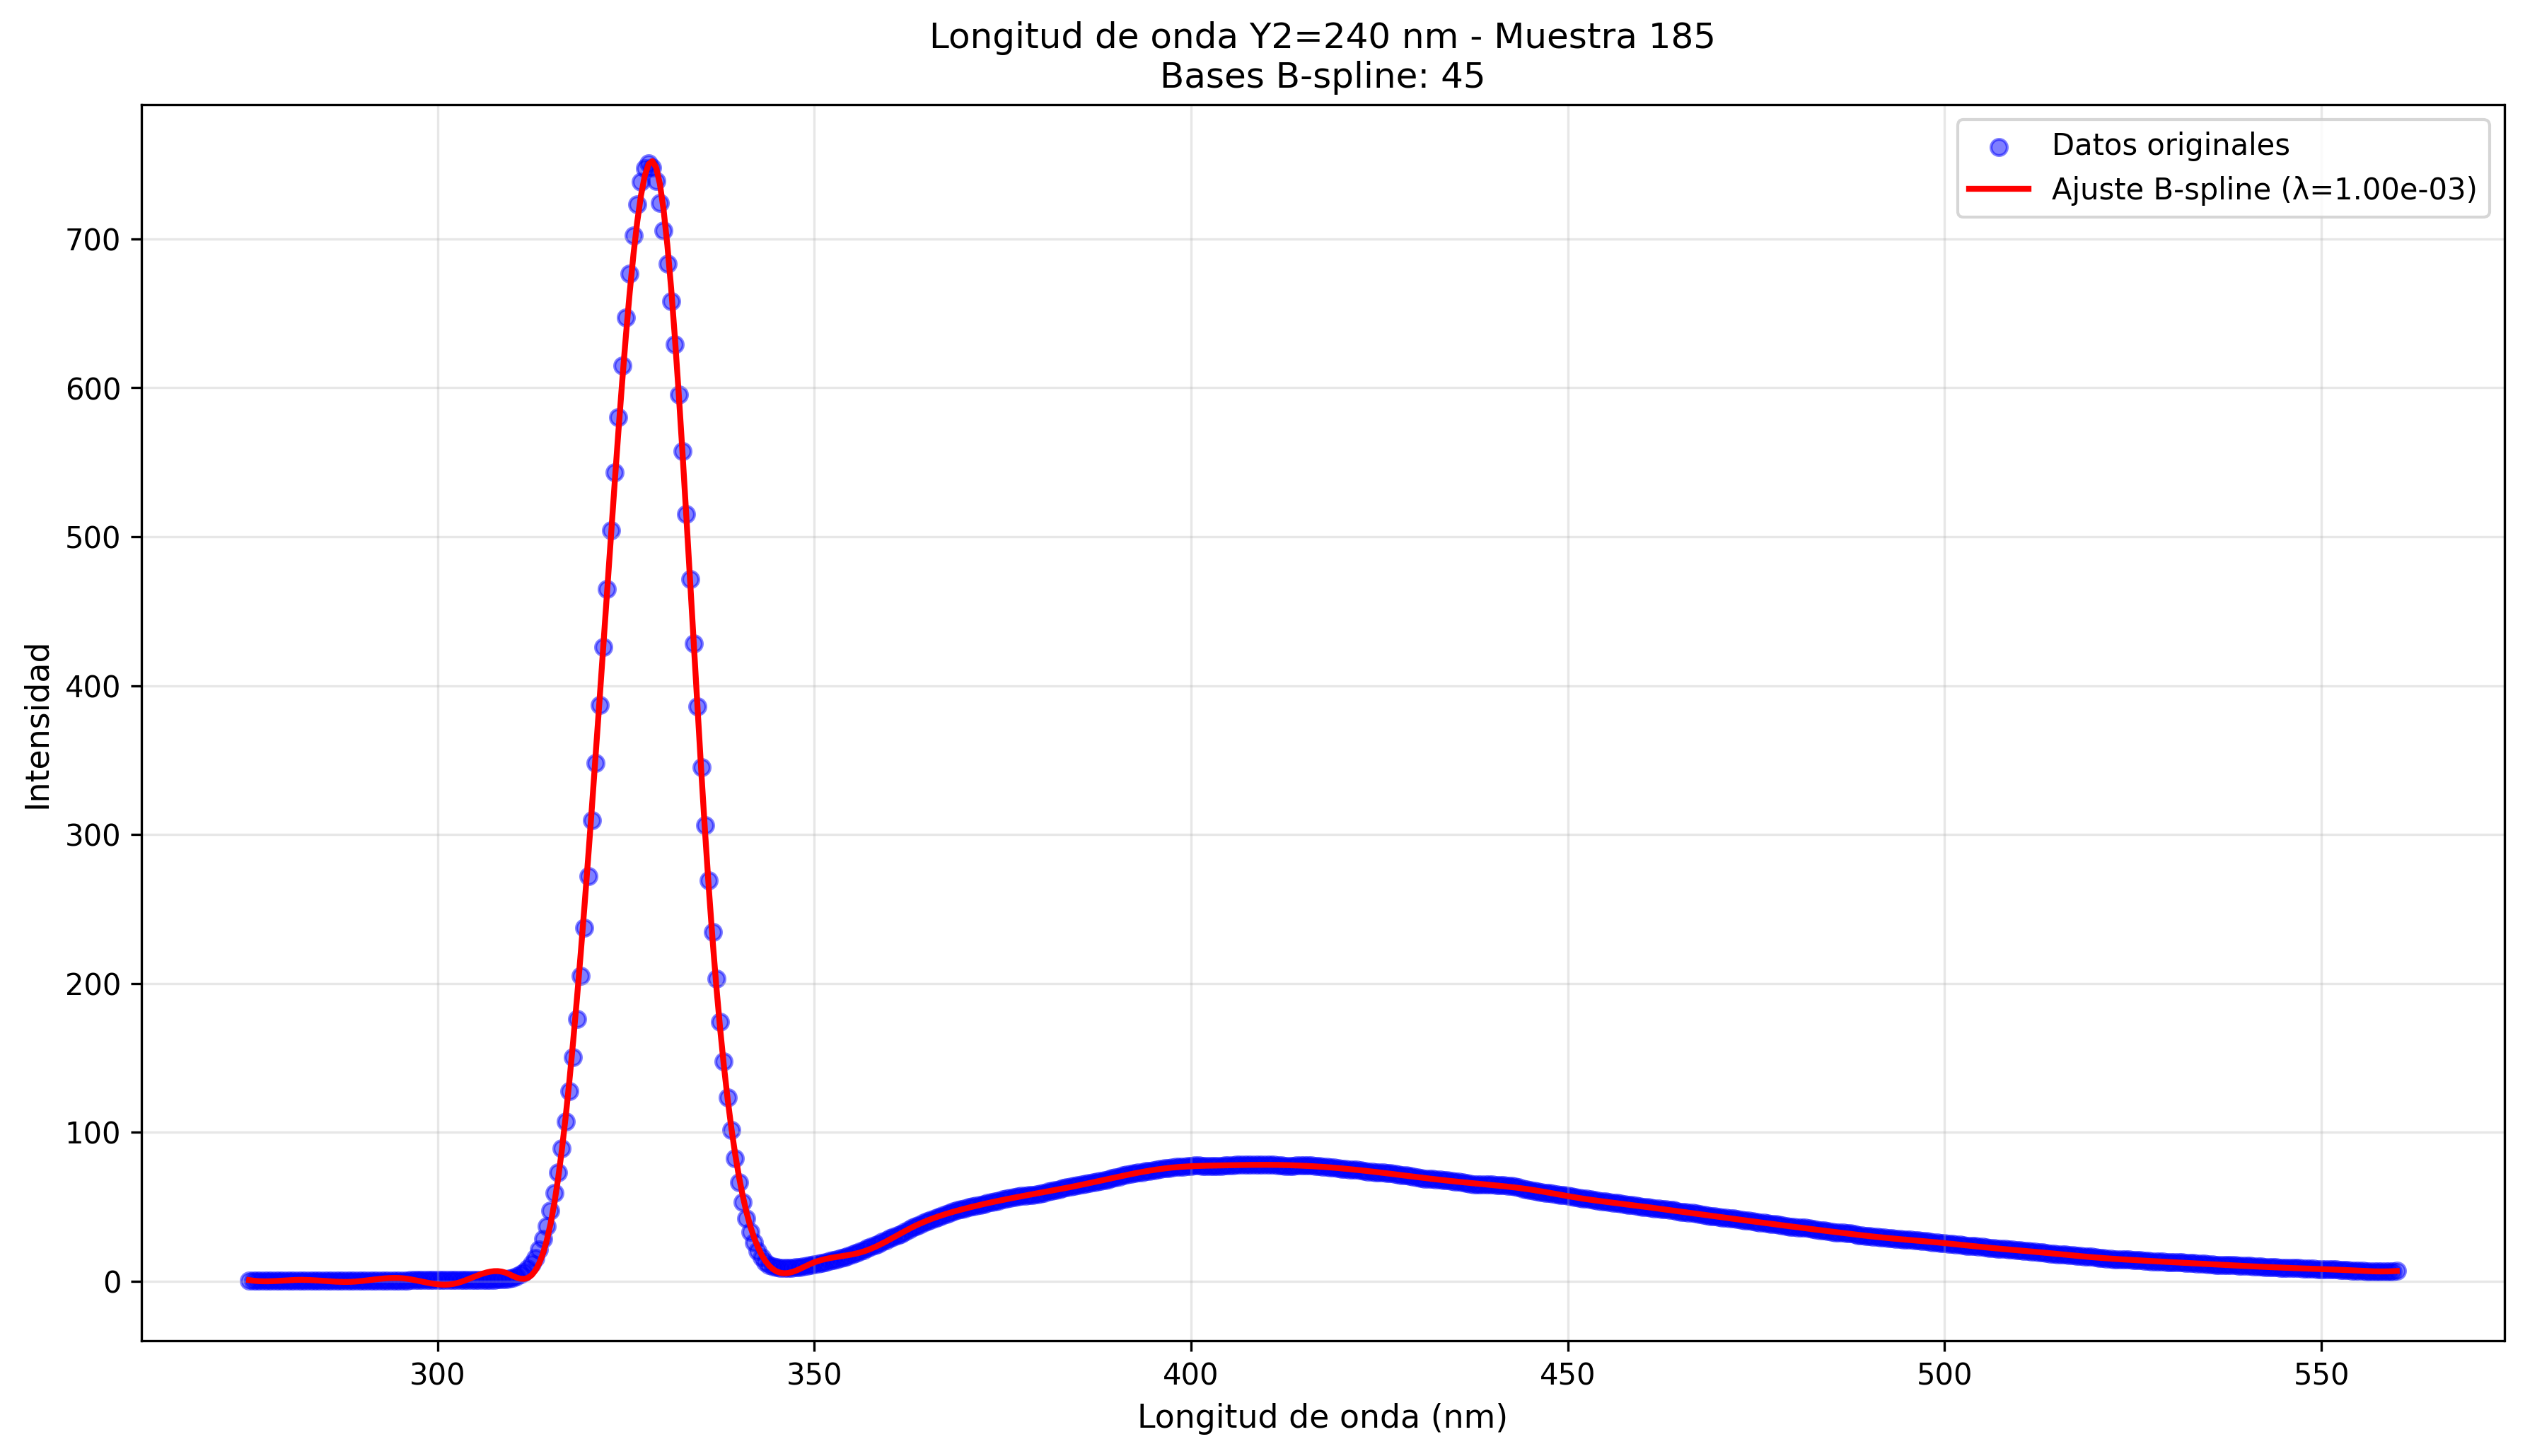 Longitud de onda Y2=240 nm - Muestra 185
Bases B-spline: 45
Datos originales
Ajuste B-spline (λ=1.00e-03)
700
600
500
400
300
200
100
0
Intensidad
300 350 400 450 500 550
Longitud de onda (nm)